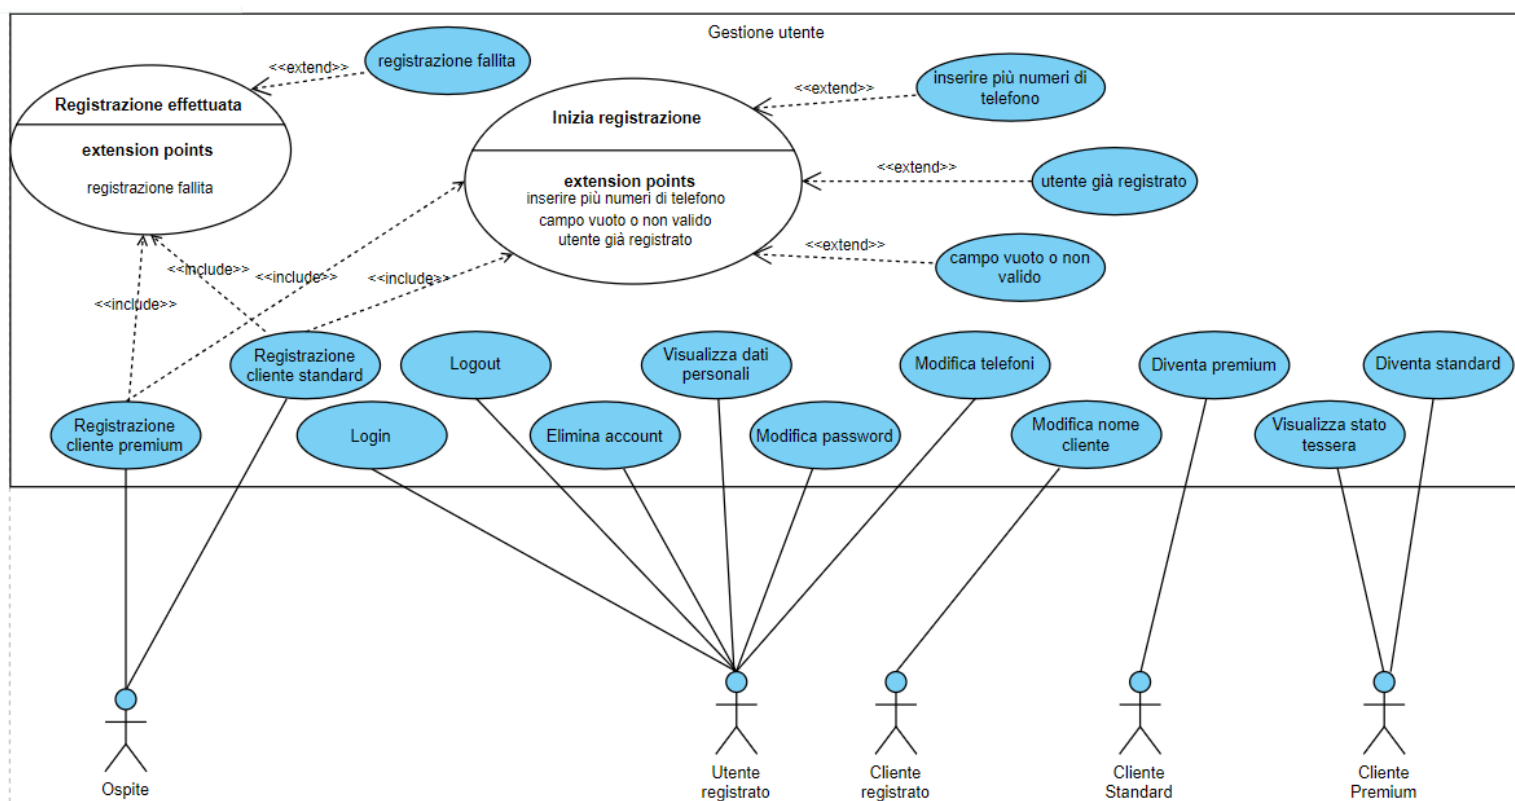 Gestione utente
registrazione fallita
<<extend>>
Registrazione effettuata
extension points
registrazione fallita
Inizia registrazione
extension points
inserire più numeri di telefono
campo vuoto o non valido
utente già registrato
<<extend>>
inserire più numeri di
telefono
<<extend>>
utente già registrato
<<extend>>
campo vuoto o non
valido
<<include>>
<<include>>
<<include>>
<<include>>
Registrazione
cliente standard
Logout
Visualizza dati
personali
Modifica telefoni
Diventa premium
Diventa standard
Registrazione
cliente premium
Login
Elimina account
Modifica password
Modifica nome
cliente
Visualizza stato
tessera
Ospite
Utente
registrato
Cliente
registrato
Cliente
Standard
Cliente
Premium